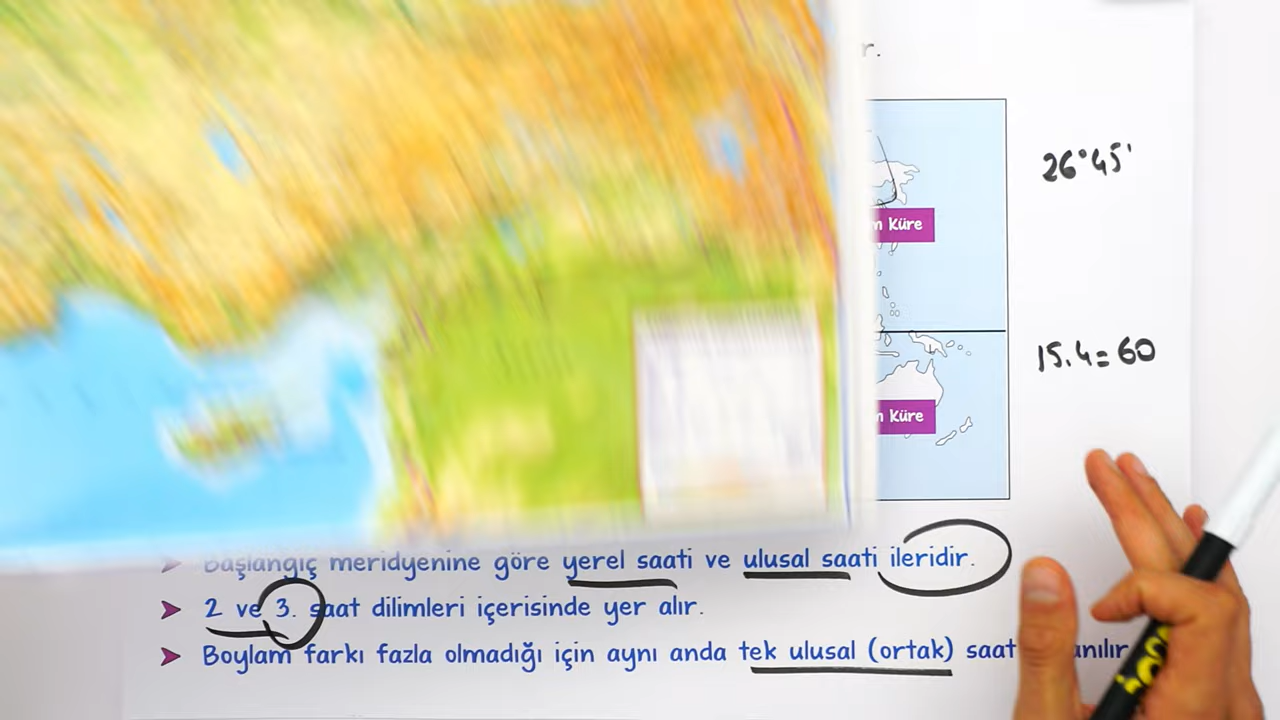 r.
26°45'
Küre
15.4=60
Küre
Başlangıç meridyenine göre yerel saati ve ulusal saati ileridir.
2 ve 3. saat dilimleri içerisinde yer alır.
Boylam farkı fazla olmadığı için aynı anda tek ulusal (ortak) saat